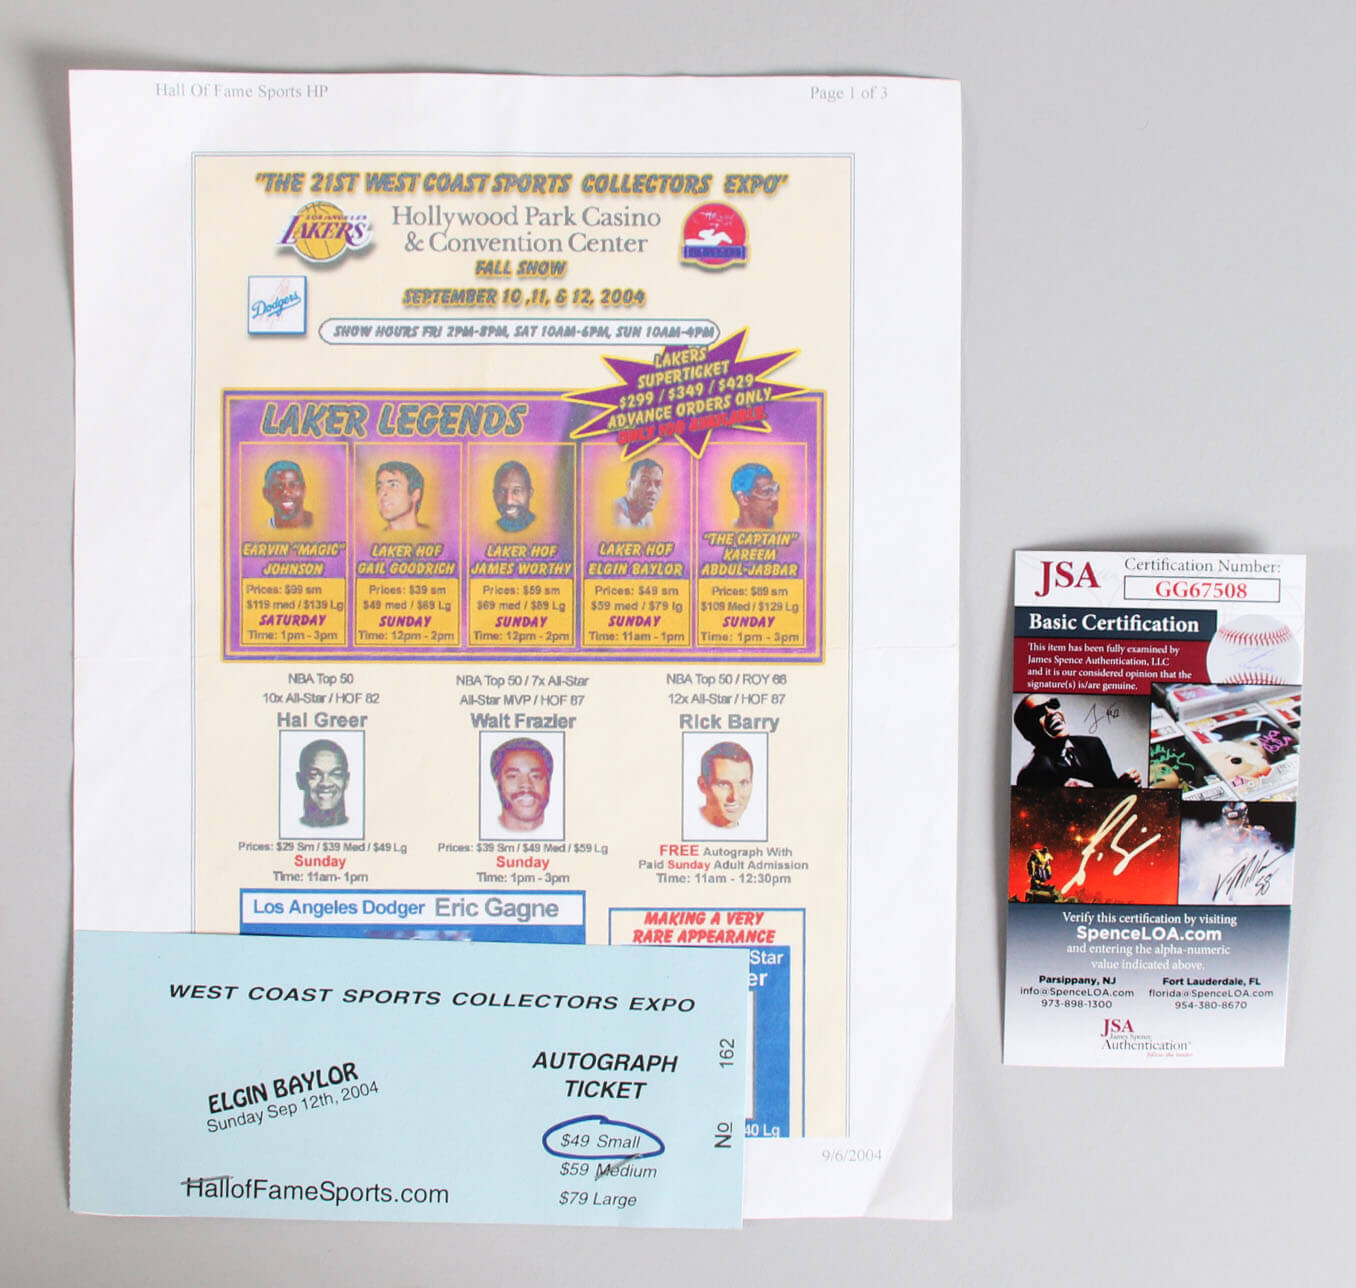 Hall Of Fame Sports HP
Page 1 of 3
"THE 21ST WEST COAST SPORTS COLLECTORS EXPO"
LOS ANGELES
LAKERS
Hollywood Park Casino
& Convention Center
Dodgers
FALL SHOW
SEPTEMBER 10 ,11, & 12, 2004
SHOW HOURS FRI 2PM-8PM, SAT 10AM-6PM, SUN 10AM-4PM
LAKERS
SUPERTICKET
$299 / $349 / $429
ADVANCE ORDERS ONLY
LAKER LEGENDS
EARVIN "MAGIC"
JOHNSON
Prices: $99 sm
$119 med / $139 Lg
SATURDAY
Time: 1pm - 3pm
LAKER HOF
GAIL GOODRICH
Prices: $39 sm
$49 med / $69 Lg
SUNDAY
Time: 12pm - 2pm
LAKER HOF
JAMES WORTHY
Prices: $59 sm
$69 med / $89 Lg
SUNDAY
Time: 12pm - 2pm
LAKER HOF
ELGIN BAYLOR
Prices: $49 sm
$59 med / $79 lg
SUNDAY
Time: 11am - 1pm
"THE CAPTAIN"
KAREEM
ABDUL-JABBAR
Prices: $89 sm
$109 Med / $129 Lg
SUNDAY
Time: 1pm - 3pm
NBA Top 50
10x All-Star / HOF 82
Hal Greer
Prices: $29 Sm / $39 Med / $49 Lg
Sunday
Time: 11am- 1pm
NBA Top 50 / 7x All-Star
All-Star MVP / HOF 87
Walt Frazier
Prices: $39 Sm / $49 Med / $59 Lg
Sunday
Time: 1pm - 3pm
NBA Top 50 / ROY 66
12x All-Star / HOF 87
Rick Barry
FREE Autograph With
Paid Sunday Adult Admission
Time: 11am - 12:30pm
Los Angeles Dodger Eric Gagne
MAKING A VERY
RARE APPEARANCE
Star
er
40 Lg
9/6/2004
WEST COAST SPORTS COLLECTORS EXPO
ELGIN BAYLOR
Sunday Sep 12th, 2004
HallofFameSports.com
AUTOGRAPH
TICKET
$49 Small
$59 Medium
$79 Large
No 162
JSA
Certification Number:
GG67508
Basic Certification
This item has been fully examined by
James Spence Authentication, LLC
and it is our considered opinion that the
signature(s) is/are genuine.
Verify this certification by visiting
SpenceLOA.com
and entering the alpha-numeric
value indicated above.
Parsippany, NJ
info@SpenceLOA.com
973-898-1300
Fort Lauderdale, FL
florida@SpenceLOA.com
954-380-8670
JSA
James Spence
Authentication